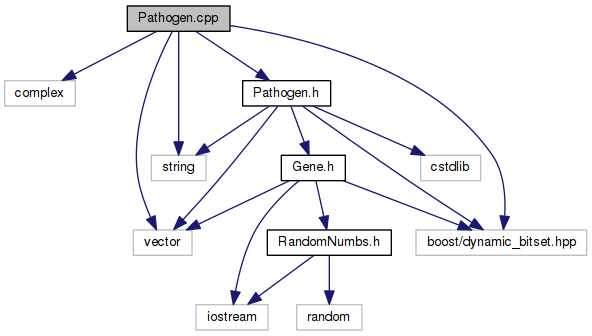 Pathogen.cpp
complex
Pathogen.h
string
Gene.h
cstdlib
vector
RandomNumbs.h
boost/dynamic_bitset.hpp
iostream
random